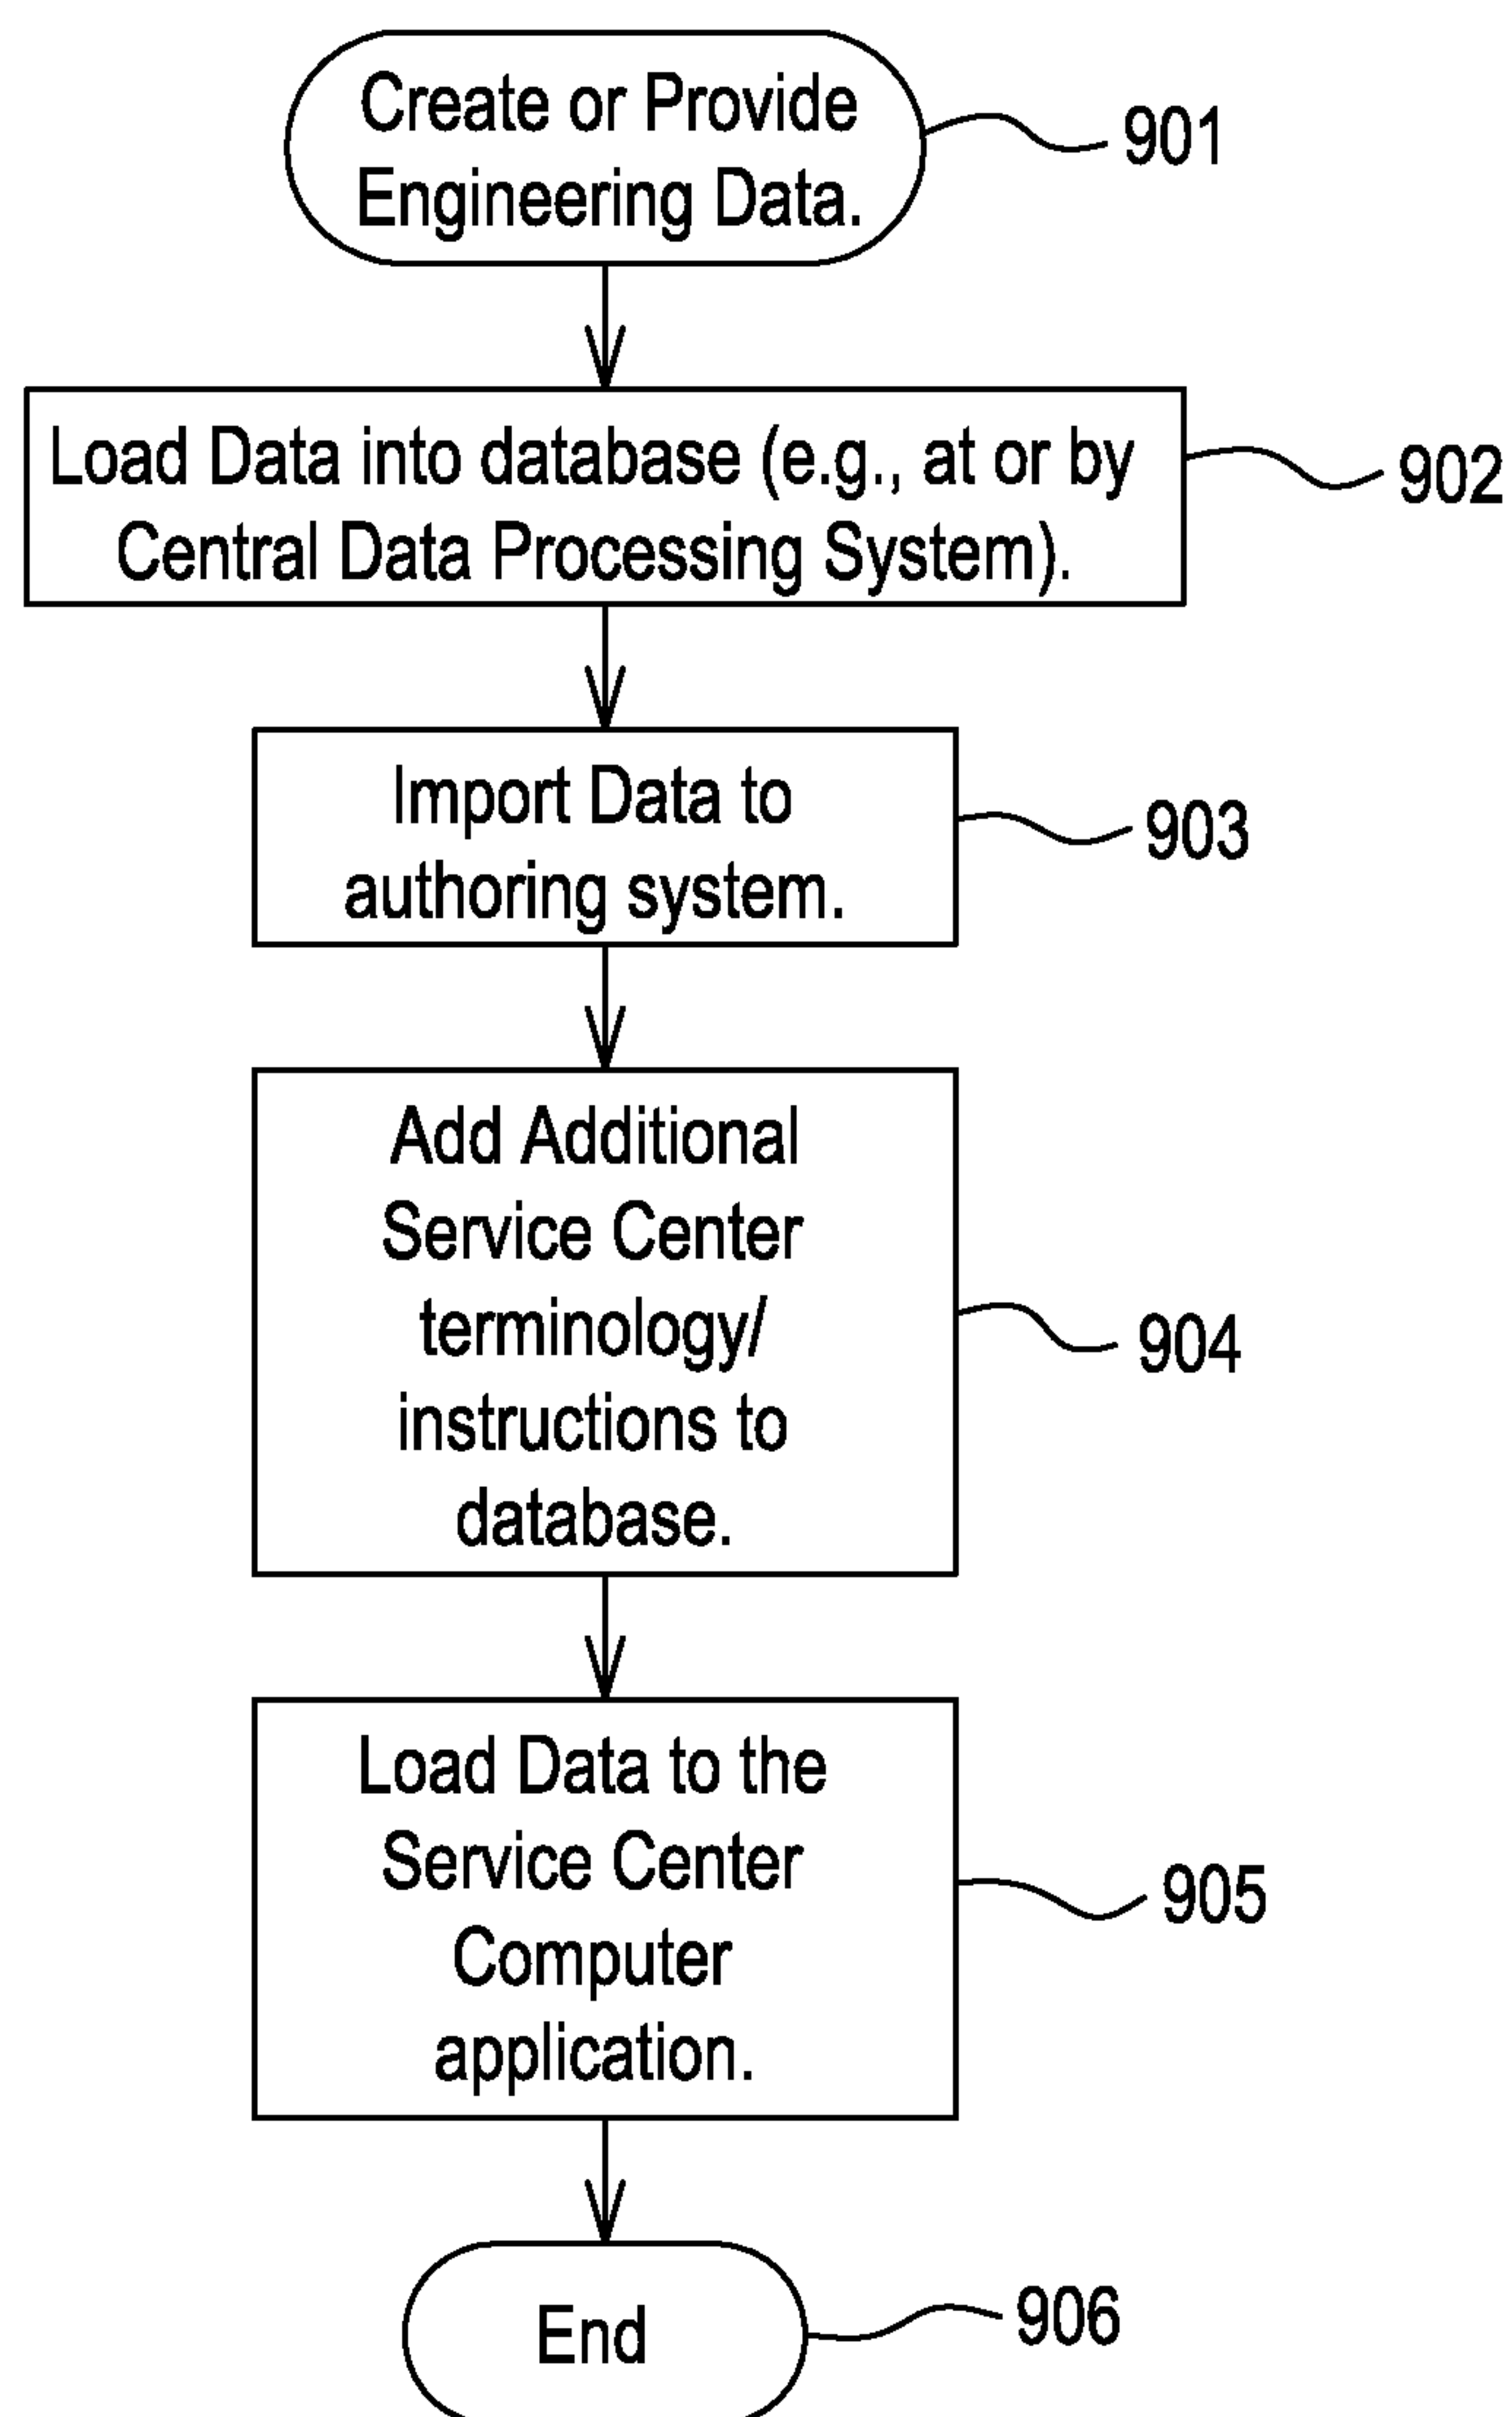 Create or Provide
Engineering Data.
901
Load Data into database (e.g., at or by
Central Data Processing System).
902
Import Data to
authoring system.
903
Add Additional
Service Center
terminology/
instructions to
database.
904
Load Data to the
Service Center
Computer
application.
905
End
906